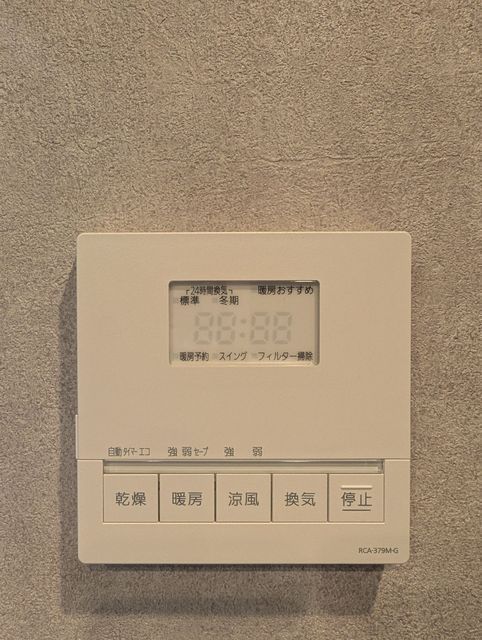 ┌24時間換気┐ 暖房おすすめ
標準 冬期
88:88
暖房予約 スイング フィルター掃除
自動 タイマー エコ 強 弱 セーブ 強 弱
乾燥 暖房 涼風 換気 停止
RCA-379M-G